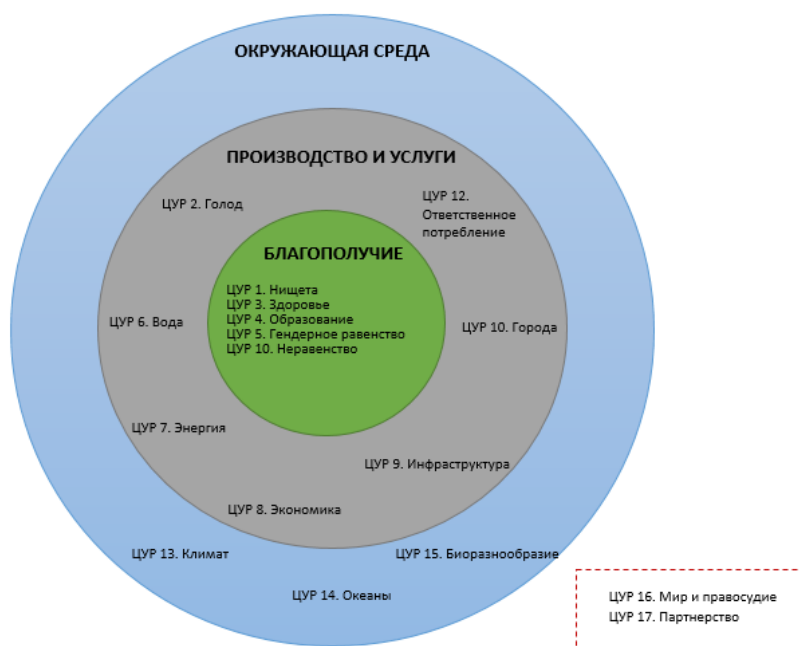 ОКРУЖАЮЩАЯ СРЕДА
ПРОИЗВОДСТВО И УСЛУГИ
ЦУР 2. Голод
ЦУР 12.
Ответственное
потребление
БЛАГОПОЛУЧИЕ
ЦУР 1. Нищета
ЦУР 3. Здоровье
ЦУР 4. Образование
ЦУР 5. Гендерное равенство
ЦУР 10. Неравенство
ЦУР 6. Вода
ЦУР 10. Города
ЦУР 7. Энергия
ЦУР 9. Инфраструктура
ЦУР 8. Экономика
ЦУР 13. Климат
ЦУР 15. Биоразнообразие
ЦУР 14. Океаны
ЦУР 16. Мир и правосудие
ЦУР 17. Партнерство